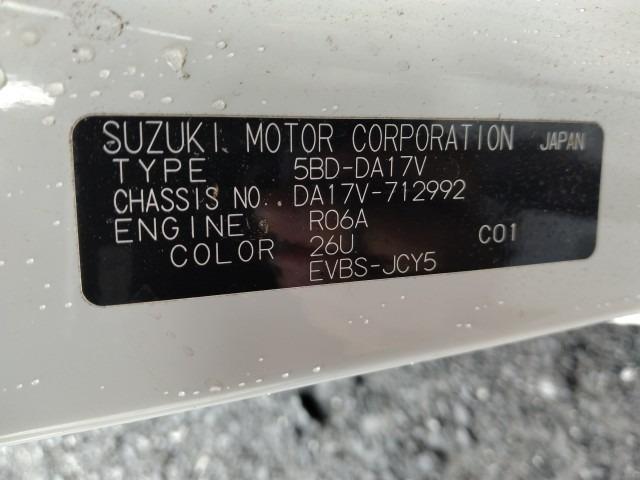 SUZUKI MOTOR CORPORATION JAPAN
TYPE 5BD-DA17V
CHASSIS NO. DA17V-712992
ENGINE R06A
COLOR 26U C01
EVBS-JCY5